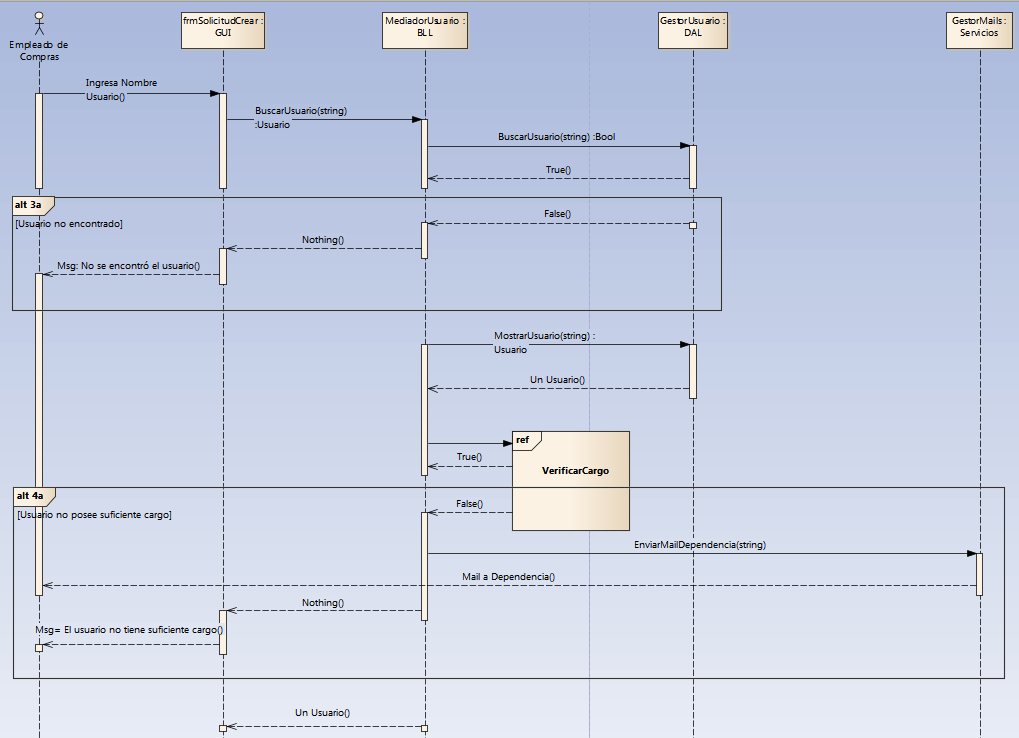 Empleado de
Compras
frmSolicitudCrear :
GUI
MediadorUsuario :
BLL
GestorUsuario :
DAL
GestorMails :
Servicios
Ingresa Nombre
Usuario()
BuscarUsuario(string)
:Usuario
BuscarUsuario(string) :Bool
True()
alt 3a
[Usuario no encontrado]
False()
Nothing()
Msg: No se encontró el usuario()
MostrarUsuario(string) :
Usuario
Un Usuario()
ref
VerificarCargo
True()
alt 4a
[Usuario no posee suficiente cargo]
False()
EnviarMailDependencia(string)
Mail a Dependencia()
Nothing()
Msg= El usuario no tiene suficiente cargo()
Un Usuario()